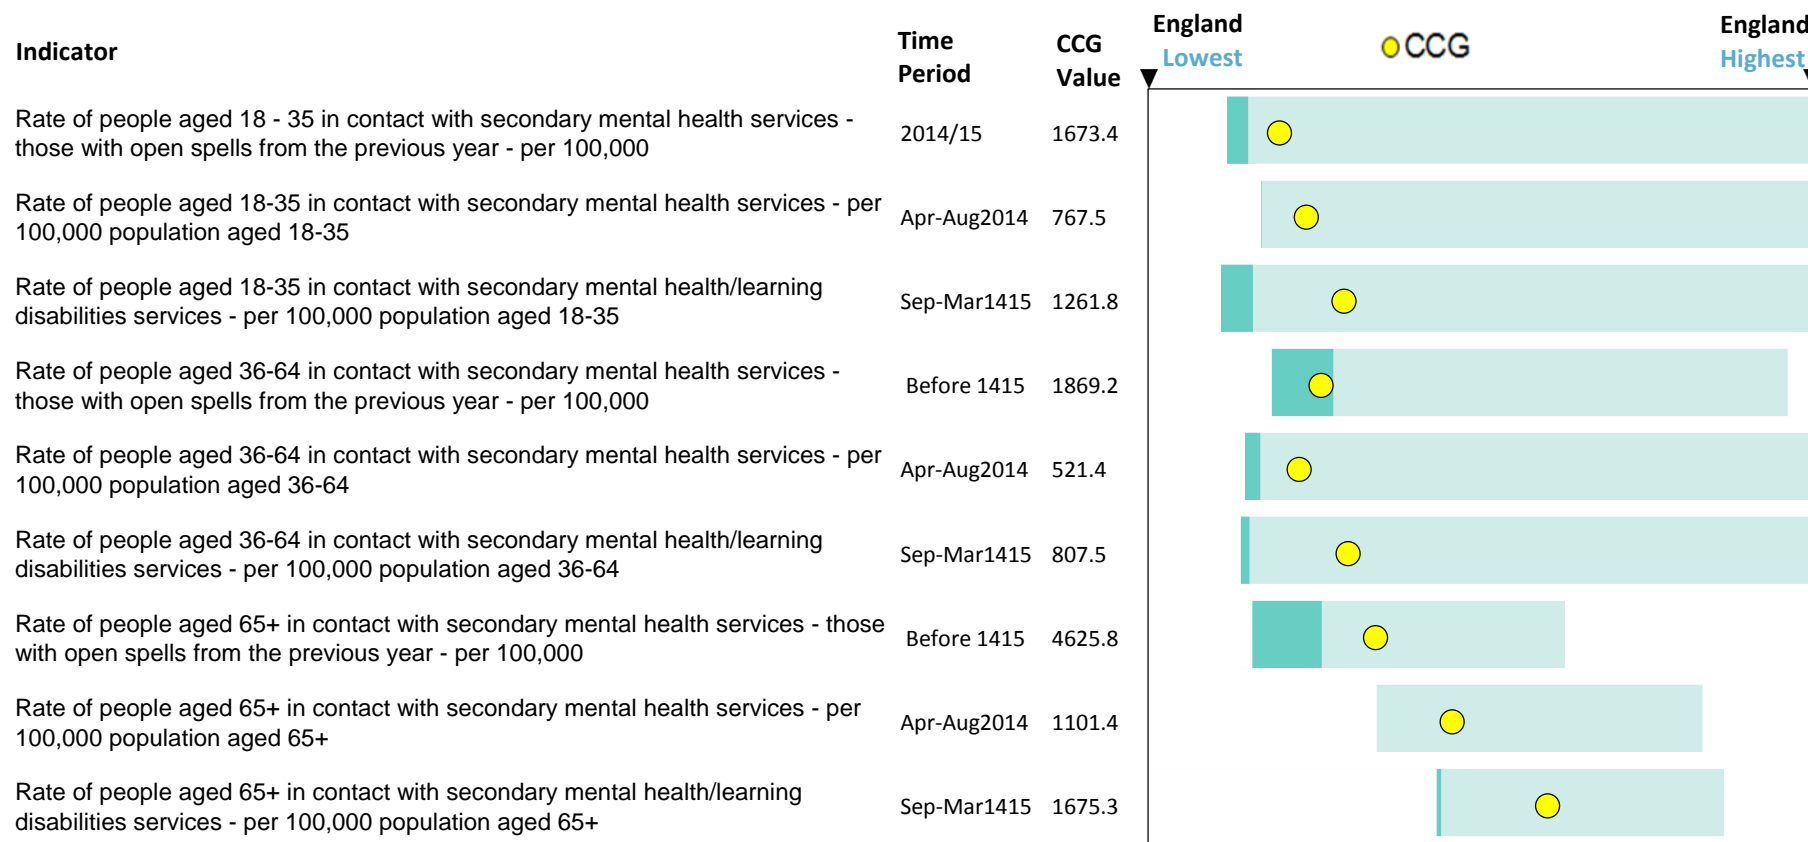 Indicator
Time Period
CCG Value
England Lowest
CCG
England Highest
Rate of people aged 18 - 35 in contact with secondary mental health services -
those with open spells from the previous year - per 100,000
2014/15
1673.4
Rate of people aged 18-35 in contact with secondary mental health services - per
100,000 population aged 18-35
Apr-Aug2014
767.5
Rate of people aged 18-35 in contact with secondary mental health/learning
disabilities services - per 100,000 population aged 18-35
Sep-Mar1415
1261.8
Rate of people aged 36-64 in contact with secondary mental health services -
those with open spells from the previous year - per 100,000
Before 1415
1869.2
Rate of people aged 36-64 in contact with secondary mental health services - per
100,000 population aged 36-64
Apr-Aug2014
521.4
Rate of people aged 36-64 in contact with secondary mental health/learning
disabilities services - per 100,000 population aged 36-64
Sep-Mar1415
807.5
Rate of people aged 65+ in contact with secondary mental health services - those
with open spells from the previous year - per 100,000
Before 1415
4625.8
Rate of people aged 65+ in contact with secondary mental health services - per
100,000 population aged 65+
Apr-Aug2014
1101.4
Rate of people aged 65+ in contact with secondary mental health/learning
disabilities services - per 100,000 population aged 65+
Sep-Mar1415
1675.3